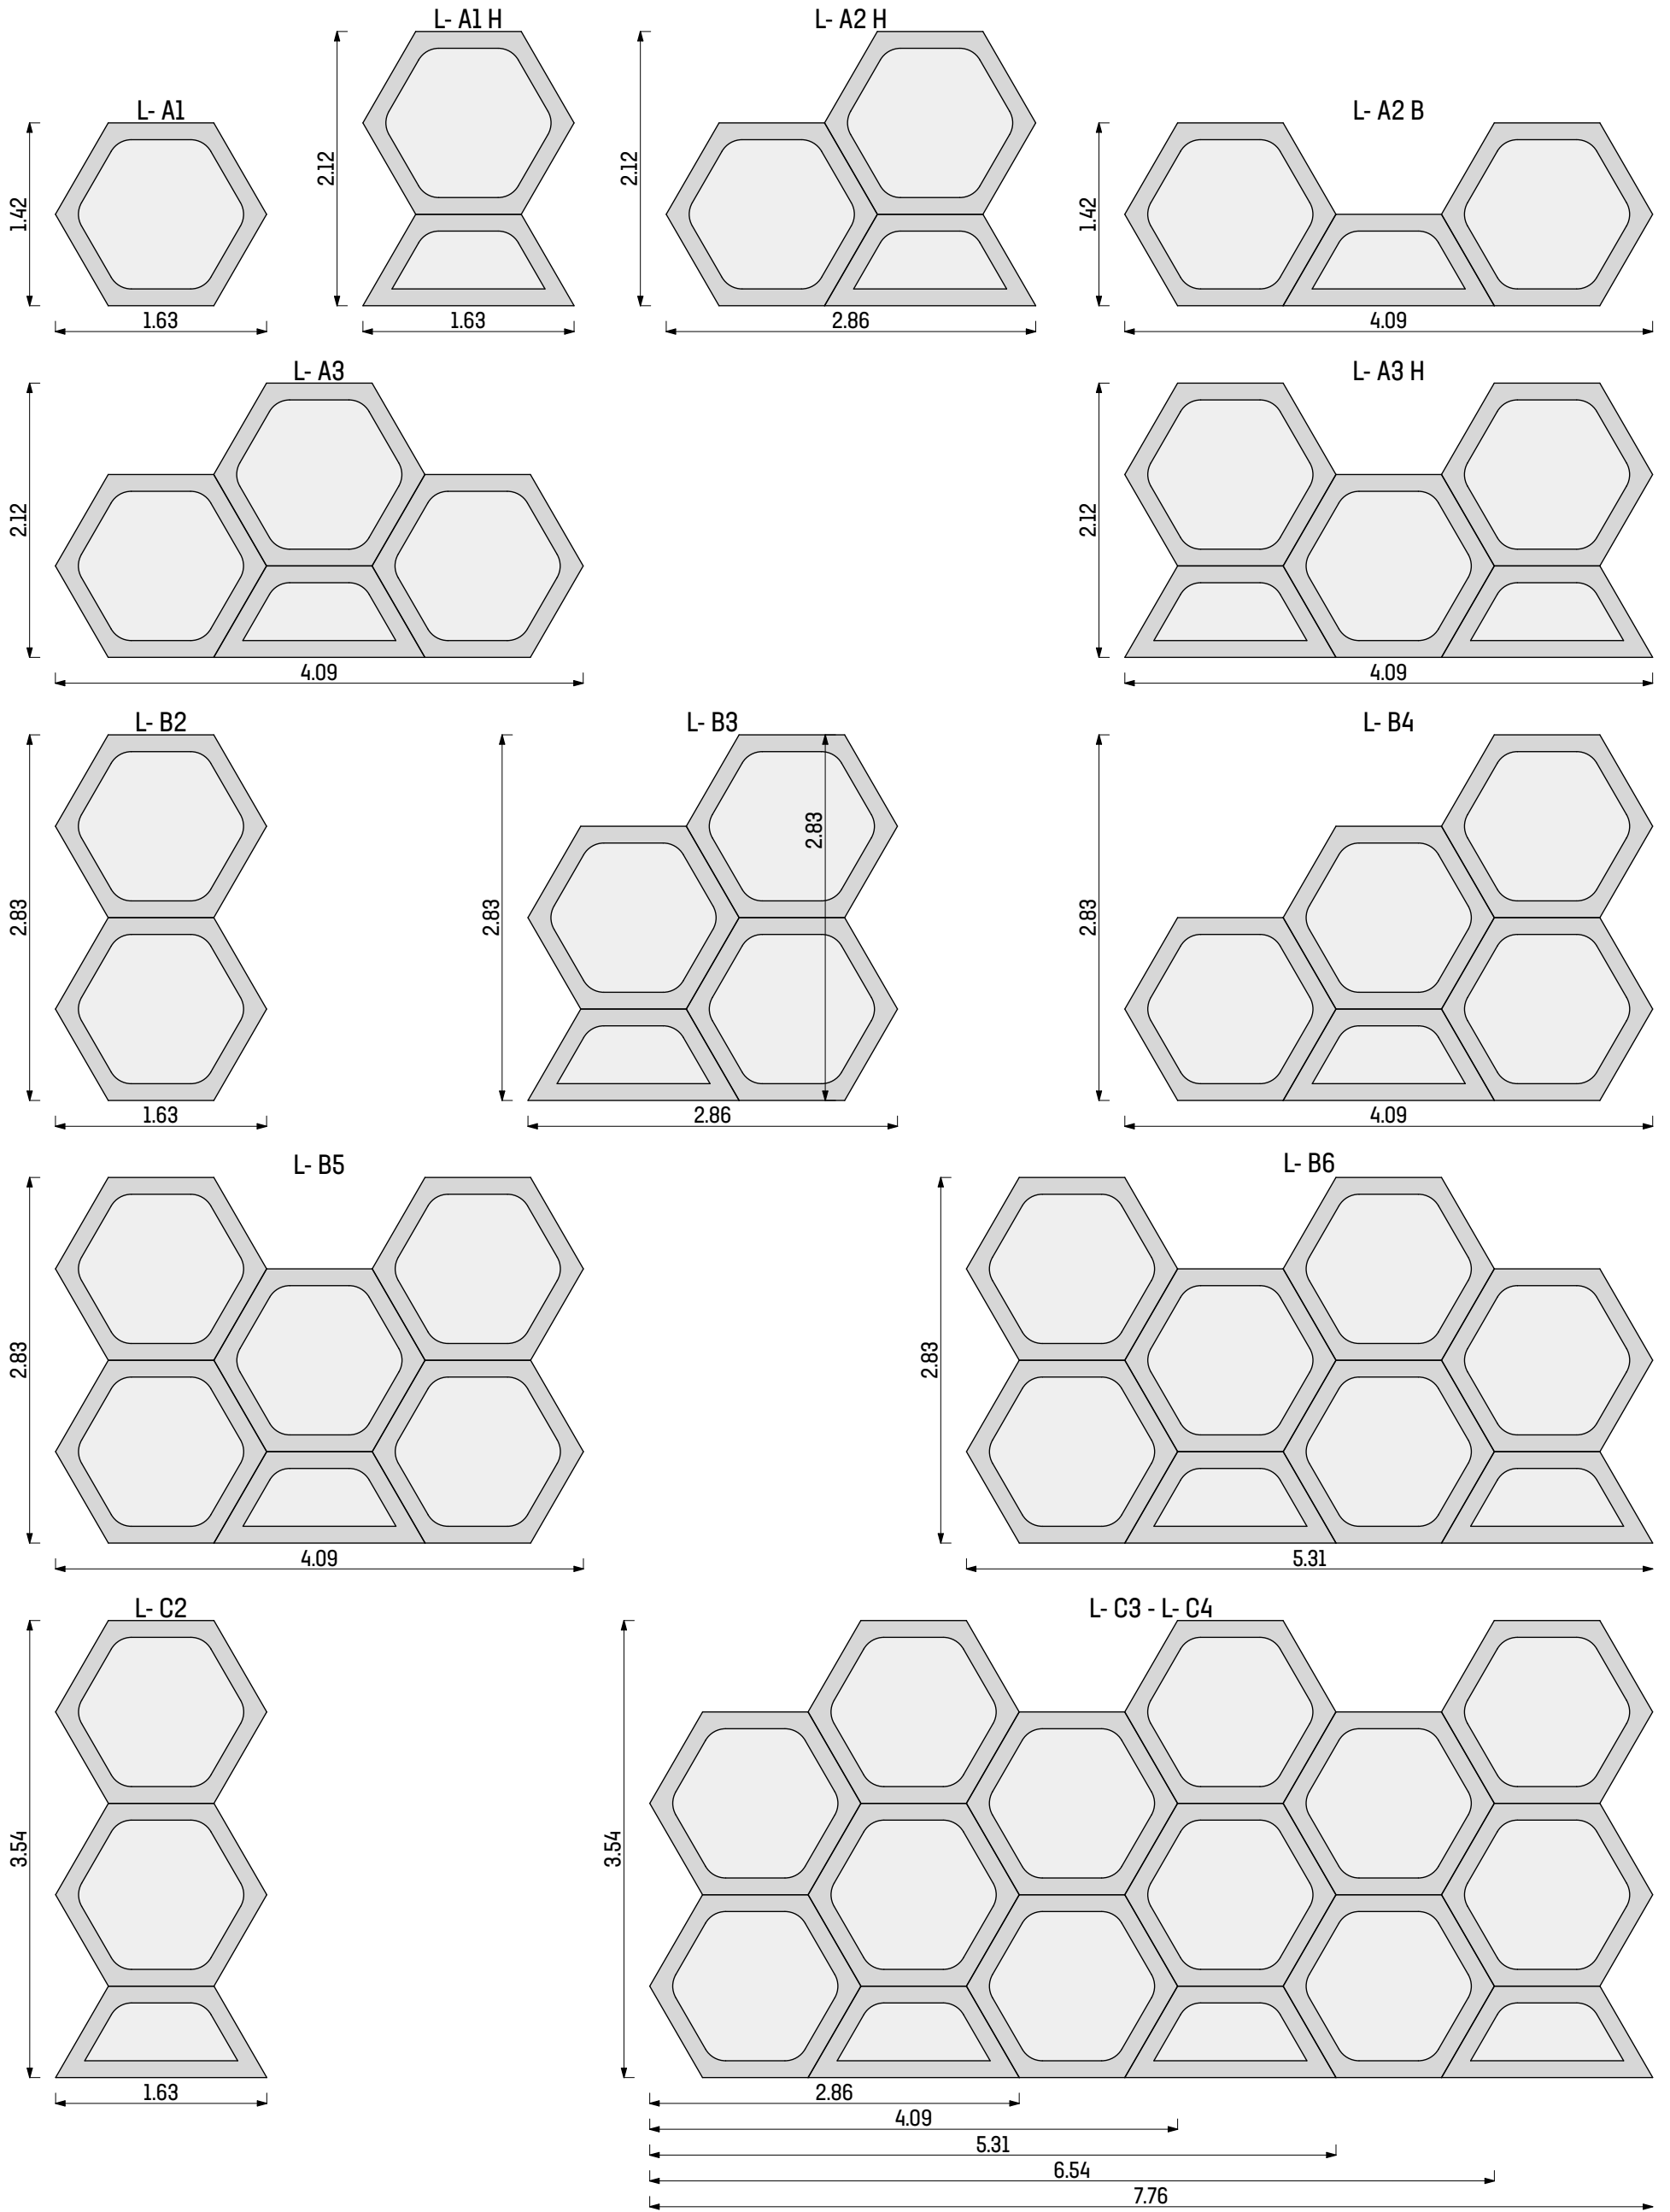 L- A1 H
L- A2 H
L- A1
L- A2 B
1.42
2.12
2.12
1.42
1.63
1.63
2.86
4.09
L- A3
L- A3 H
2.12
2.12
4.09
4.09
L- B2
L- B3
L- B4
2.83
2.83
2.83
2.83
1.63
2.86
4.09
L- B5
L- B6
2.83
2.83
4.09
5.31
L- C2
L- C3 - L- C4
3.54
3.54
1.63
2.86
4.09
5.31
6.54
7.76